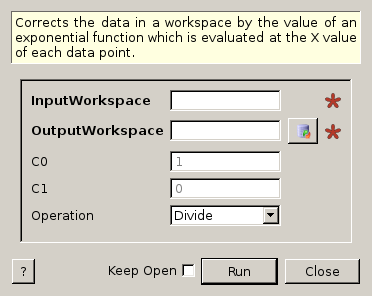 Corrects the data in a workspace by the value of an
exponential function which is evaluated at the X value
of each data point.
InputWorkspace
OutputWorkspace
C0 1
C1 0
Operation Divide
? Keep Open Run Close